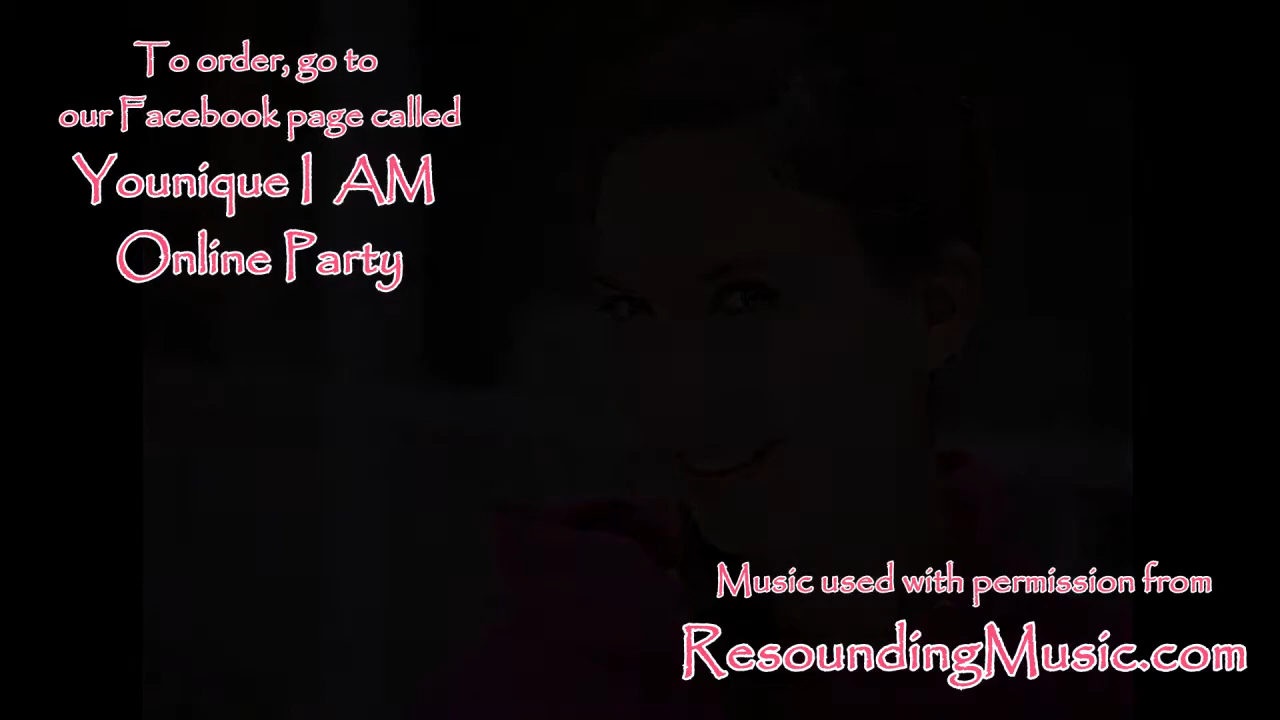 To order, go to
our Facebook page called
Younique I AM
Online Party
Music used with permission from
ResoundingMusic.com